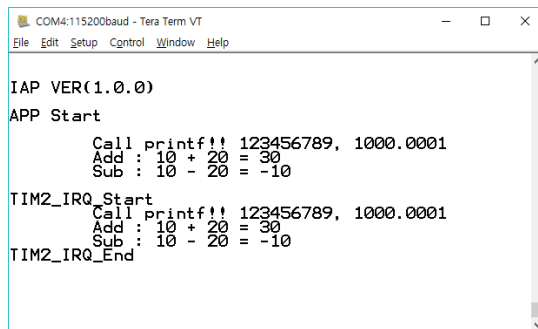 COM4:115200baud - Tera Term VT
File Edit Setup Control Window Help
IAP VER(1.0.0)
APP Start
Call printf!! 123456789, 1000.0001
Add : 10 + 20 = 30
Sub : 10 - 20 = -10
TIM2_IRQ_Start
Call printf!! 123456789, 1000.0001
Add : 10 + 20 = 30
Sub : 10 - 20 = -10
TIM2_IRQ_End